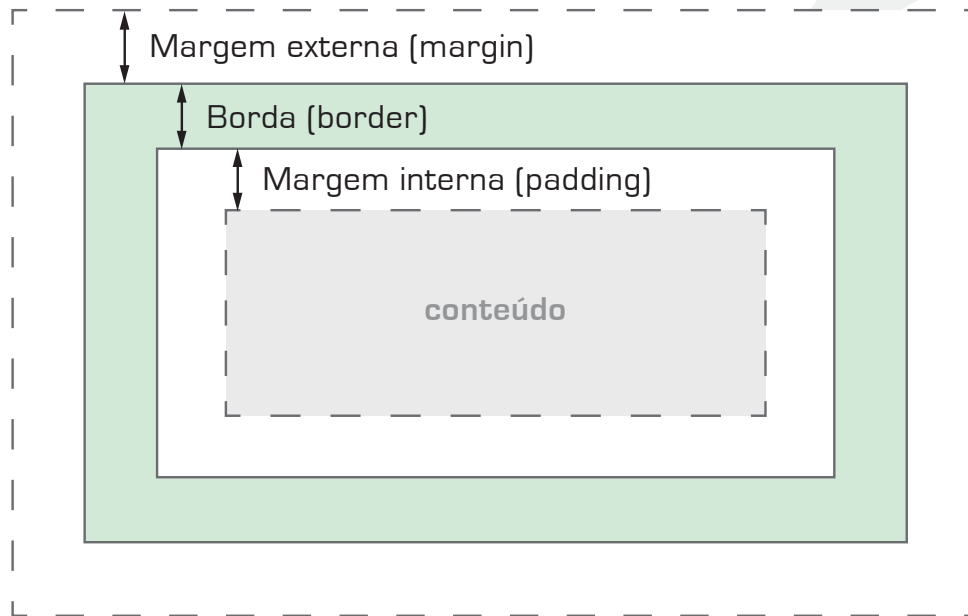 Margem externa (margin)
Borda (border)
Margem interna (padding)
conteúdo